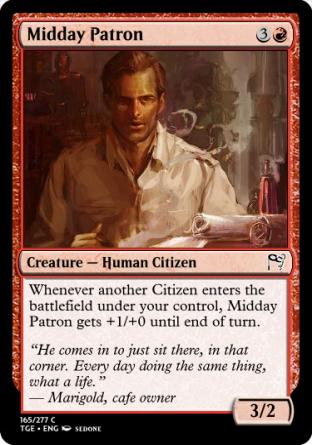 Midday Patron 3
Creature — Human Citizen
Whenever another Citizen enters the
battlefield under your control, Midday
Patron gets +1/+0 until end of turn.
“He comes in to just sit there, in that
corner. Every day doing the same thing,
what a life.”
— Marigold, cafe owner
3/2
165/277 C
TGE • ENG SEDONE